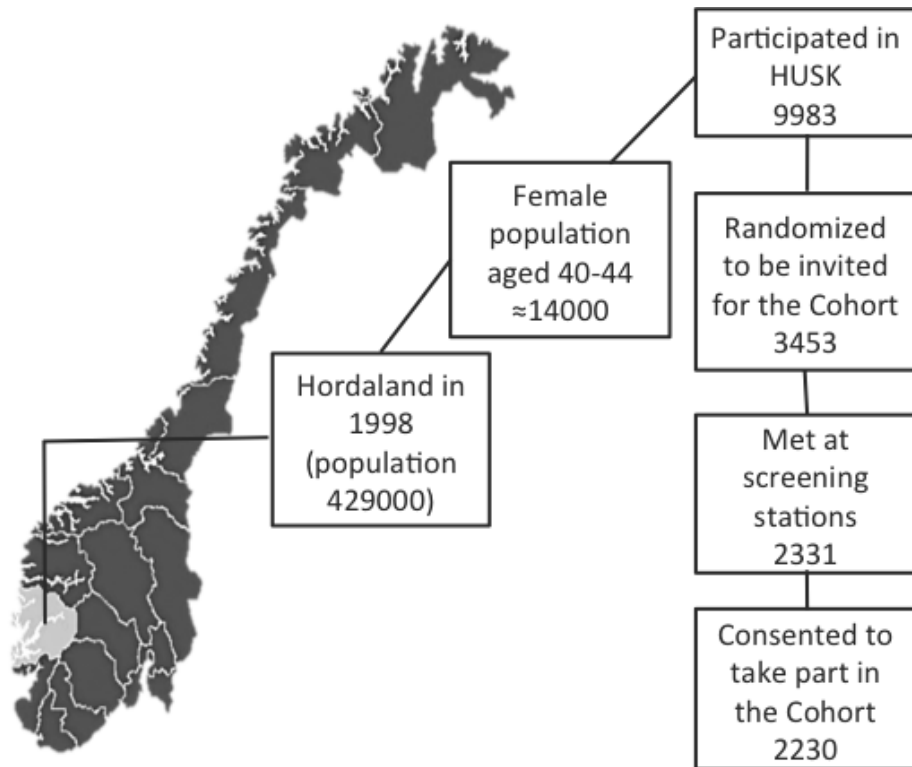 Participated in
HUSK
9983
Female
population
aged 40-44
≈14000
Randomized
to be invited
for the Cohort
3453
Hordaland in
1998
(population
429000)
Met at
screening
stations
2331
Consented to
take part in
the Cohort
2230